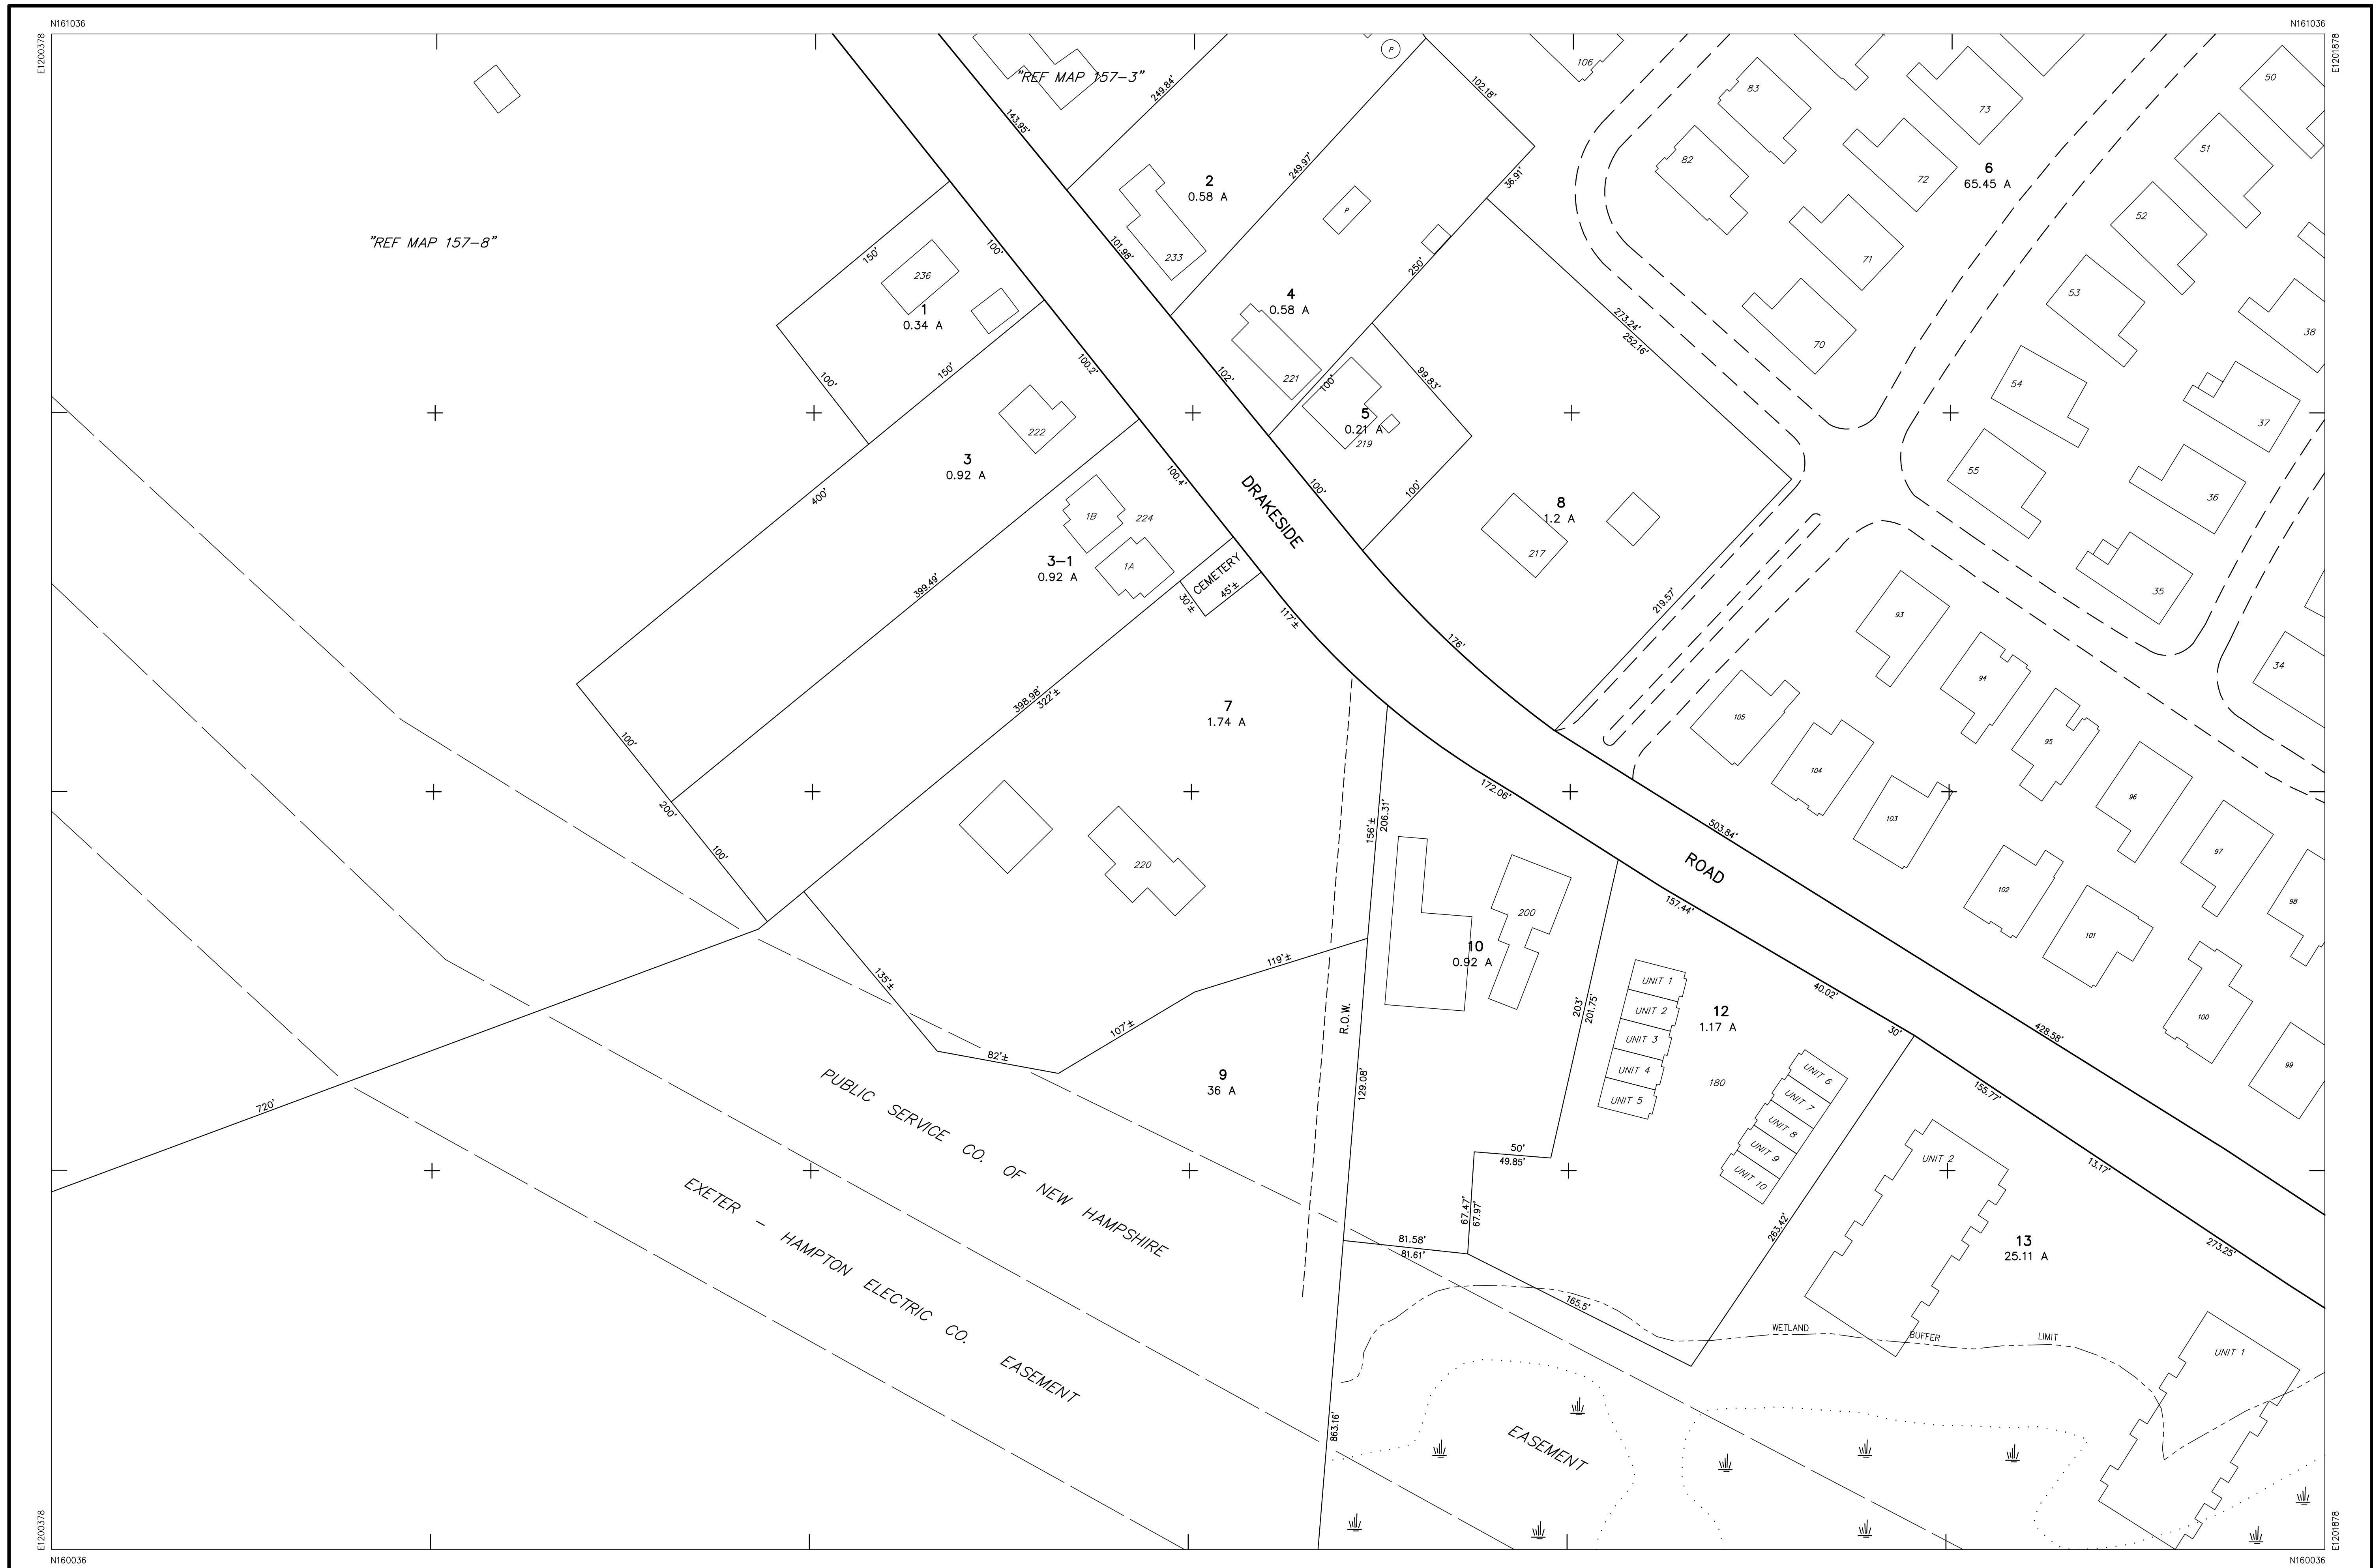 N161036
N161036
E1200378
E1201878
"REF MAP 157-3"
"REF MAP 157-8"
249.84'
143.95'
P
102.18'
106
83
82
73
72
71
70
6
65.45 A
50
51
52
53
54
55
38
37
36
35
34
2
0.58 A
233
101.98'
249.97'
36.91'
P
150'
236
1
0.34 A
100'
100'
150'
4
0.58 A
221
102'
250'
273.24'
252.16'
100'
99.83'
5
0.21 A
219
100'
100'
100.2'
222
3
0.92 A
400'
100.4'
1B
224
1A
3-1
0.92 A
399.49'
DRAKESIDE
8
1.2 A
217
219.57'
176'
CEMETERY
30'±
45'±
117'±
398.98'
322'±
7
1.74 A
100'
200'
100'
220
93
94
95
96
97
98
105
104
103
102
101
100
99
172.06'
156'±
206.31'
503.84'
ROAD
200
10
0.92 A
157.44'
135'±
119'±
107'±
82'±
R.O.W.
203'
201.75'
UNIT 1
UNIT 2
UNIT 3
UNIT 4
UNIT 5
12
1.17 A
180
40.02'
30'
428.58'
UNIT 6
UNIT 7
UNIT 8
UNIT 9
UNIT 10
155.77'
13.17'
9
36 A
129.08'
720'
PUBLIC SERVICE CO. OF NEW HAMPSHIRE
EXETER - HAMPTON ELECTRIC CO. EASEMENT
50'
49.85'
67.47'
67.97'
81.58'
81.61'
263.42'
UNIT 2
13
25.11 A
273.25'
165.5'
WETLAND BUFFER LIMIT
UNIT 1
863.16'
EASEMENT
E1200378
E1201878
N160036
N160036